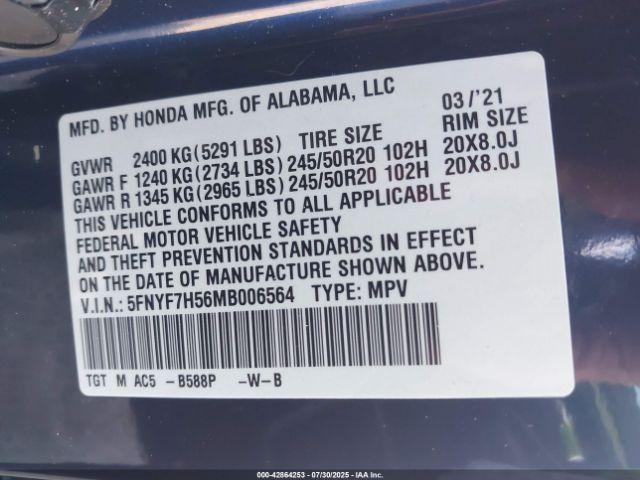 MFD. BY HONDA MFG. OF ALABAMA, LLC 03/'21
GVWR 2400 KG(5291 LBS) TIRE SIZE RIM SIZE
GAWR F 1240 KG(2734 LBS) 245/50R20 102H 20X8.0J
GAWR R 1345 KG(2965 LBS) 245/50R20 102H 20X8.0J
THIS VEHICLE CONFORMS TO ALL APPLICABLE
FEDERAL MOTOR VEHICLE SAFETY
AND THEFT PREVENTION STANDARDS IN EFFECT
ON THE DATE OF MANUFACTURE SHOWN ABOVE.
V.I.N.: 5FNYF7H56MB006564 TYPE: MPV
TGT M AC5 -B588P -W-B
000-42864253 - 07/30/2025 - IAAI.com